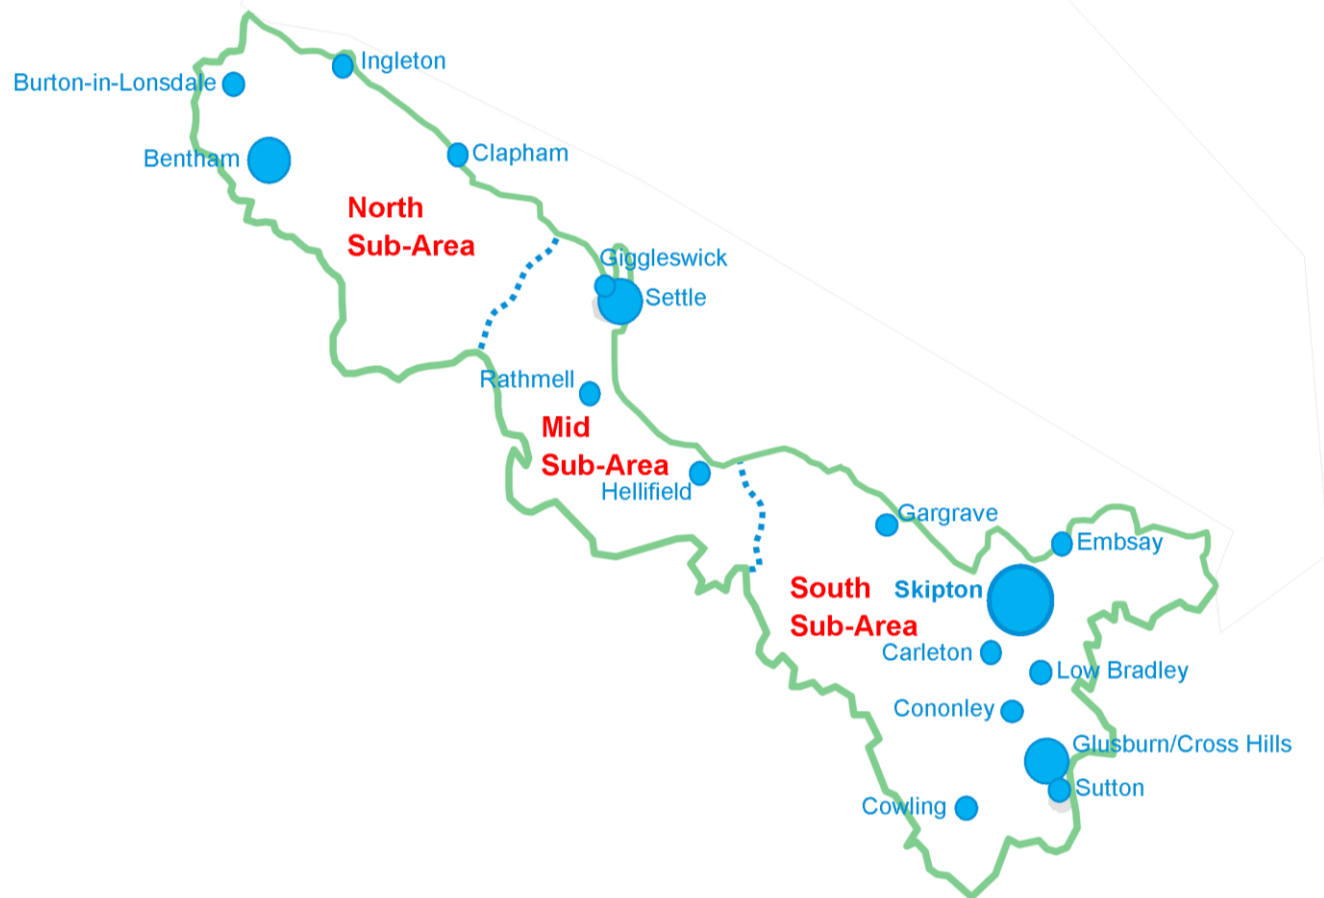 Ingleton
Burton-in-Lonsdale
Clapham
Bentham
North
Sub-Area
Giggleswick
Settle
Rathmell
Mid
Sub-Area
Hellifield
Gargrave
Embsay
South
Sub-Area
Skipton
Carleton
Low Bradley
Cononley
Glusburn/Cross Hills
Sutton
Cowling